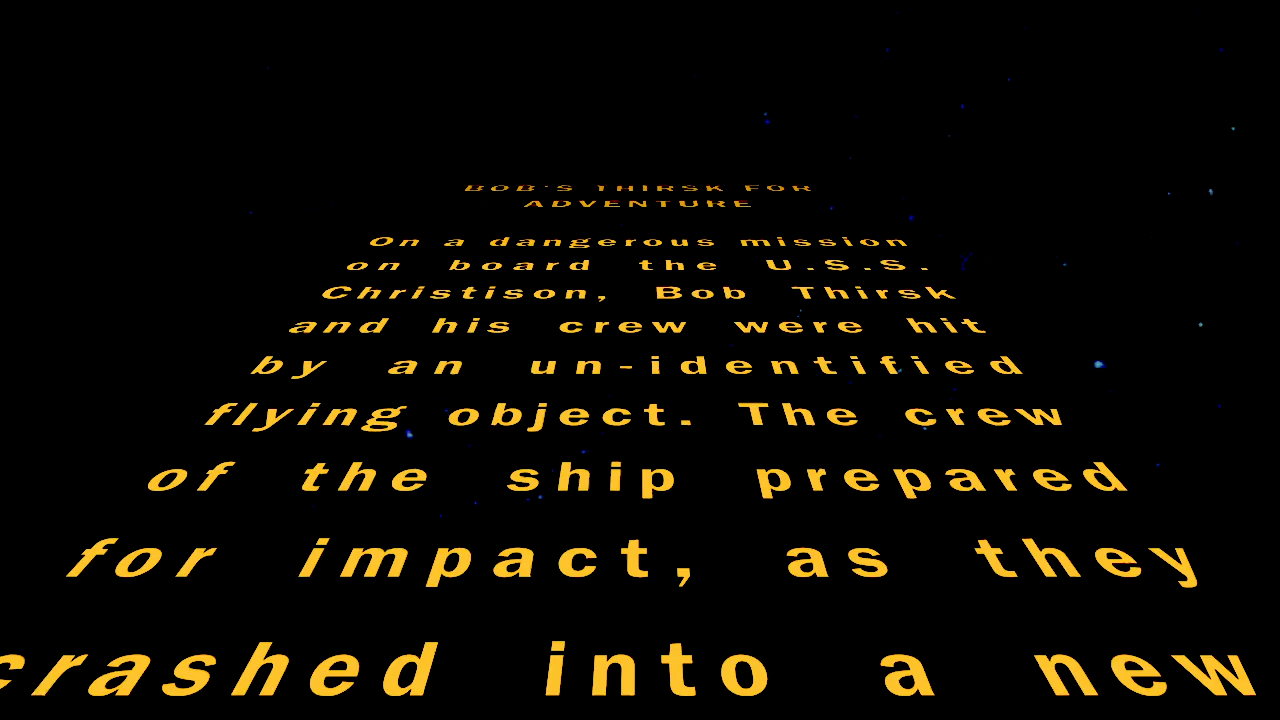 BOB'S THIRSK FOR
ADVENTURE
On a dangerous mission
on board the U.S.S.
Christison, Bob Thirsk
and his crew were hit
by an un-identified
flying object. The crew
of the ship prepared
for impact, as they
crashed into a new